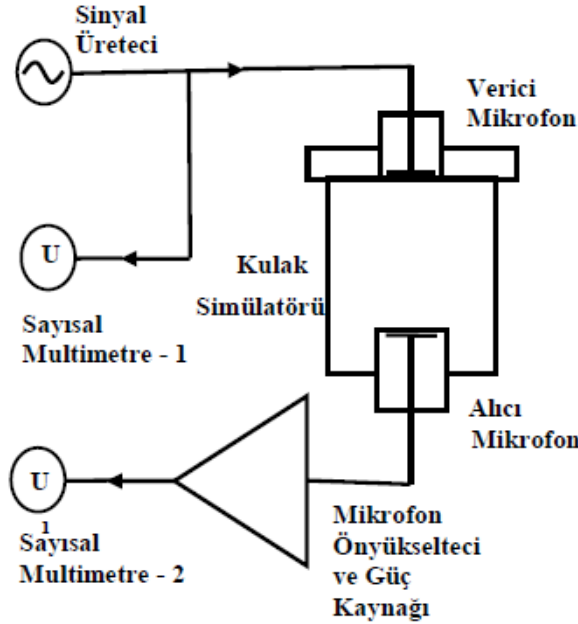 Sinyal
Üreteci
Verici
Mikrofon
U
Kulak
Simülatörü
Sayısal
Multimetre - 1
Alıcı
Mikrofon
U
1
Sayısal
Multimetre - 2
Mikrofon
Önyükselteci
ve Güç
Kaynağı